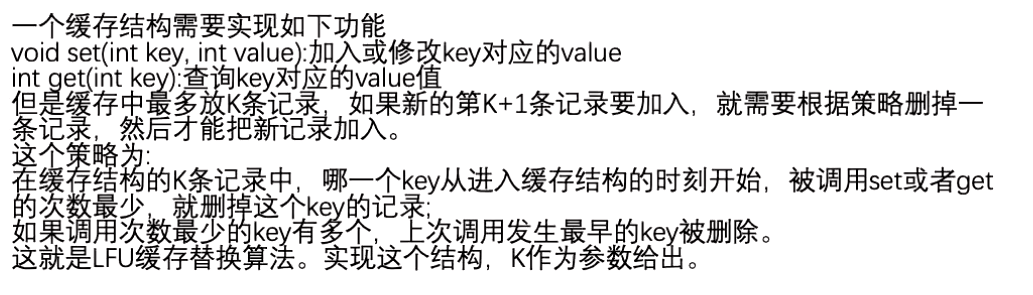 一个缓存结构需要实现如下功能
void set(int key, int value):加入或修改key对应的value
int get(int key):查询key对应的value值
但是缓存中最多放K条记录，如果新的第K+1条记录要加入，就需要根据策略删掉一
条记录，然后才能把新记录加入。
这个策略为:
在缓存结构的K条记录中，哪一个key从进入缓存结构的时刻开始，被调用set或者get
的次数最少，就删掉这个key的记录;
如果调用次数最少的key有多个，上次调用发生最早的key被删除。
这就是LFU缓存替换算法。实现这个结构，K作为参数给出。